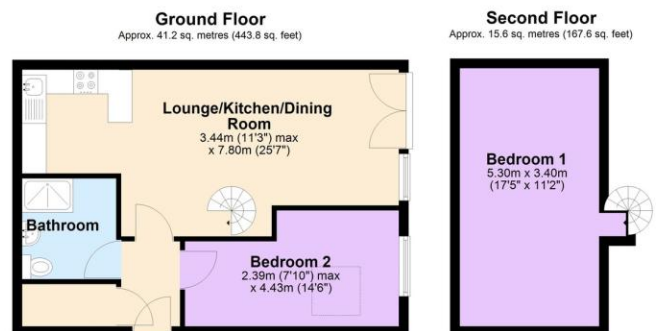 Ground Floor
Approx. 41.2 sq. metres (443.8 sq. feet)
Lounge/Kitchen/Dining
Room
3.44m (11'3") max
x 7.80m (25'7")
Bathroom
Bedroom 2
2.39m (7'10") max
x 4.43m (14'6")
Second Floor
Approx. 15.6 sq. metres (167.6 sq. feet)
Bedroom 1
5.30m x 3.40m
(17'5" x 11'2")